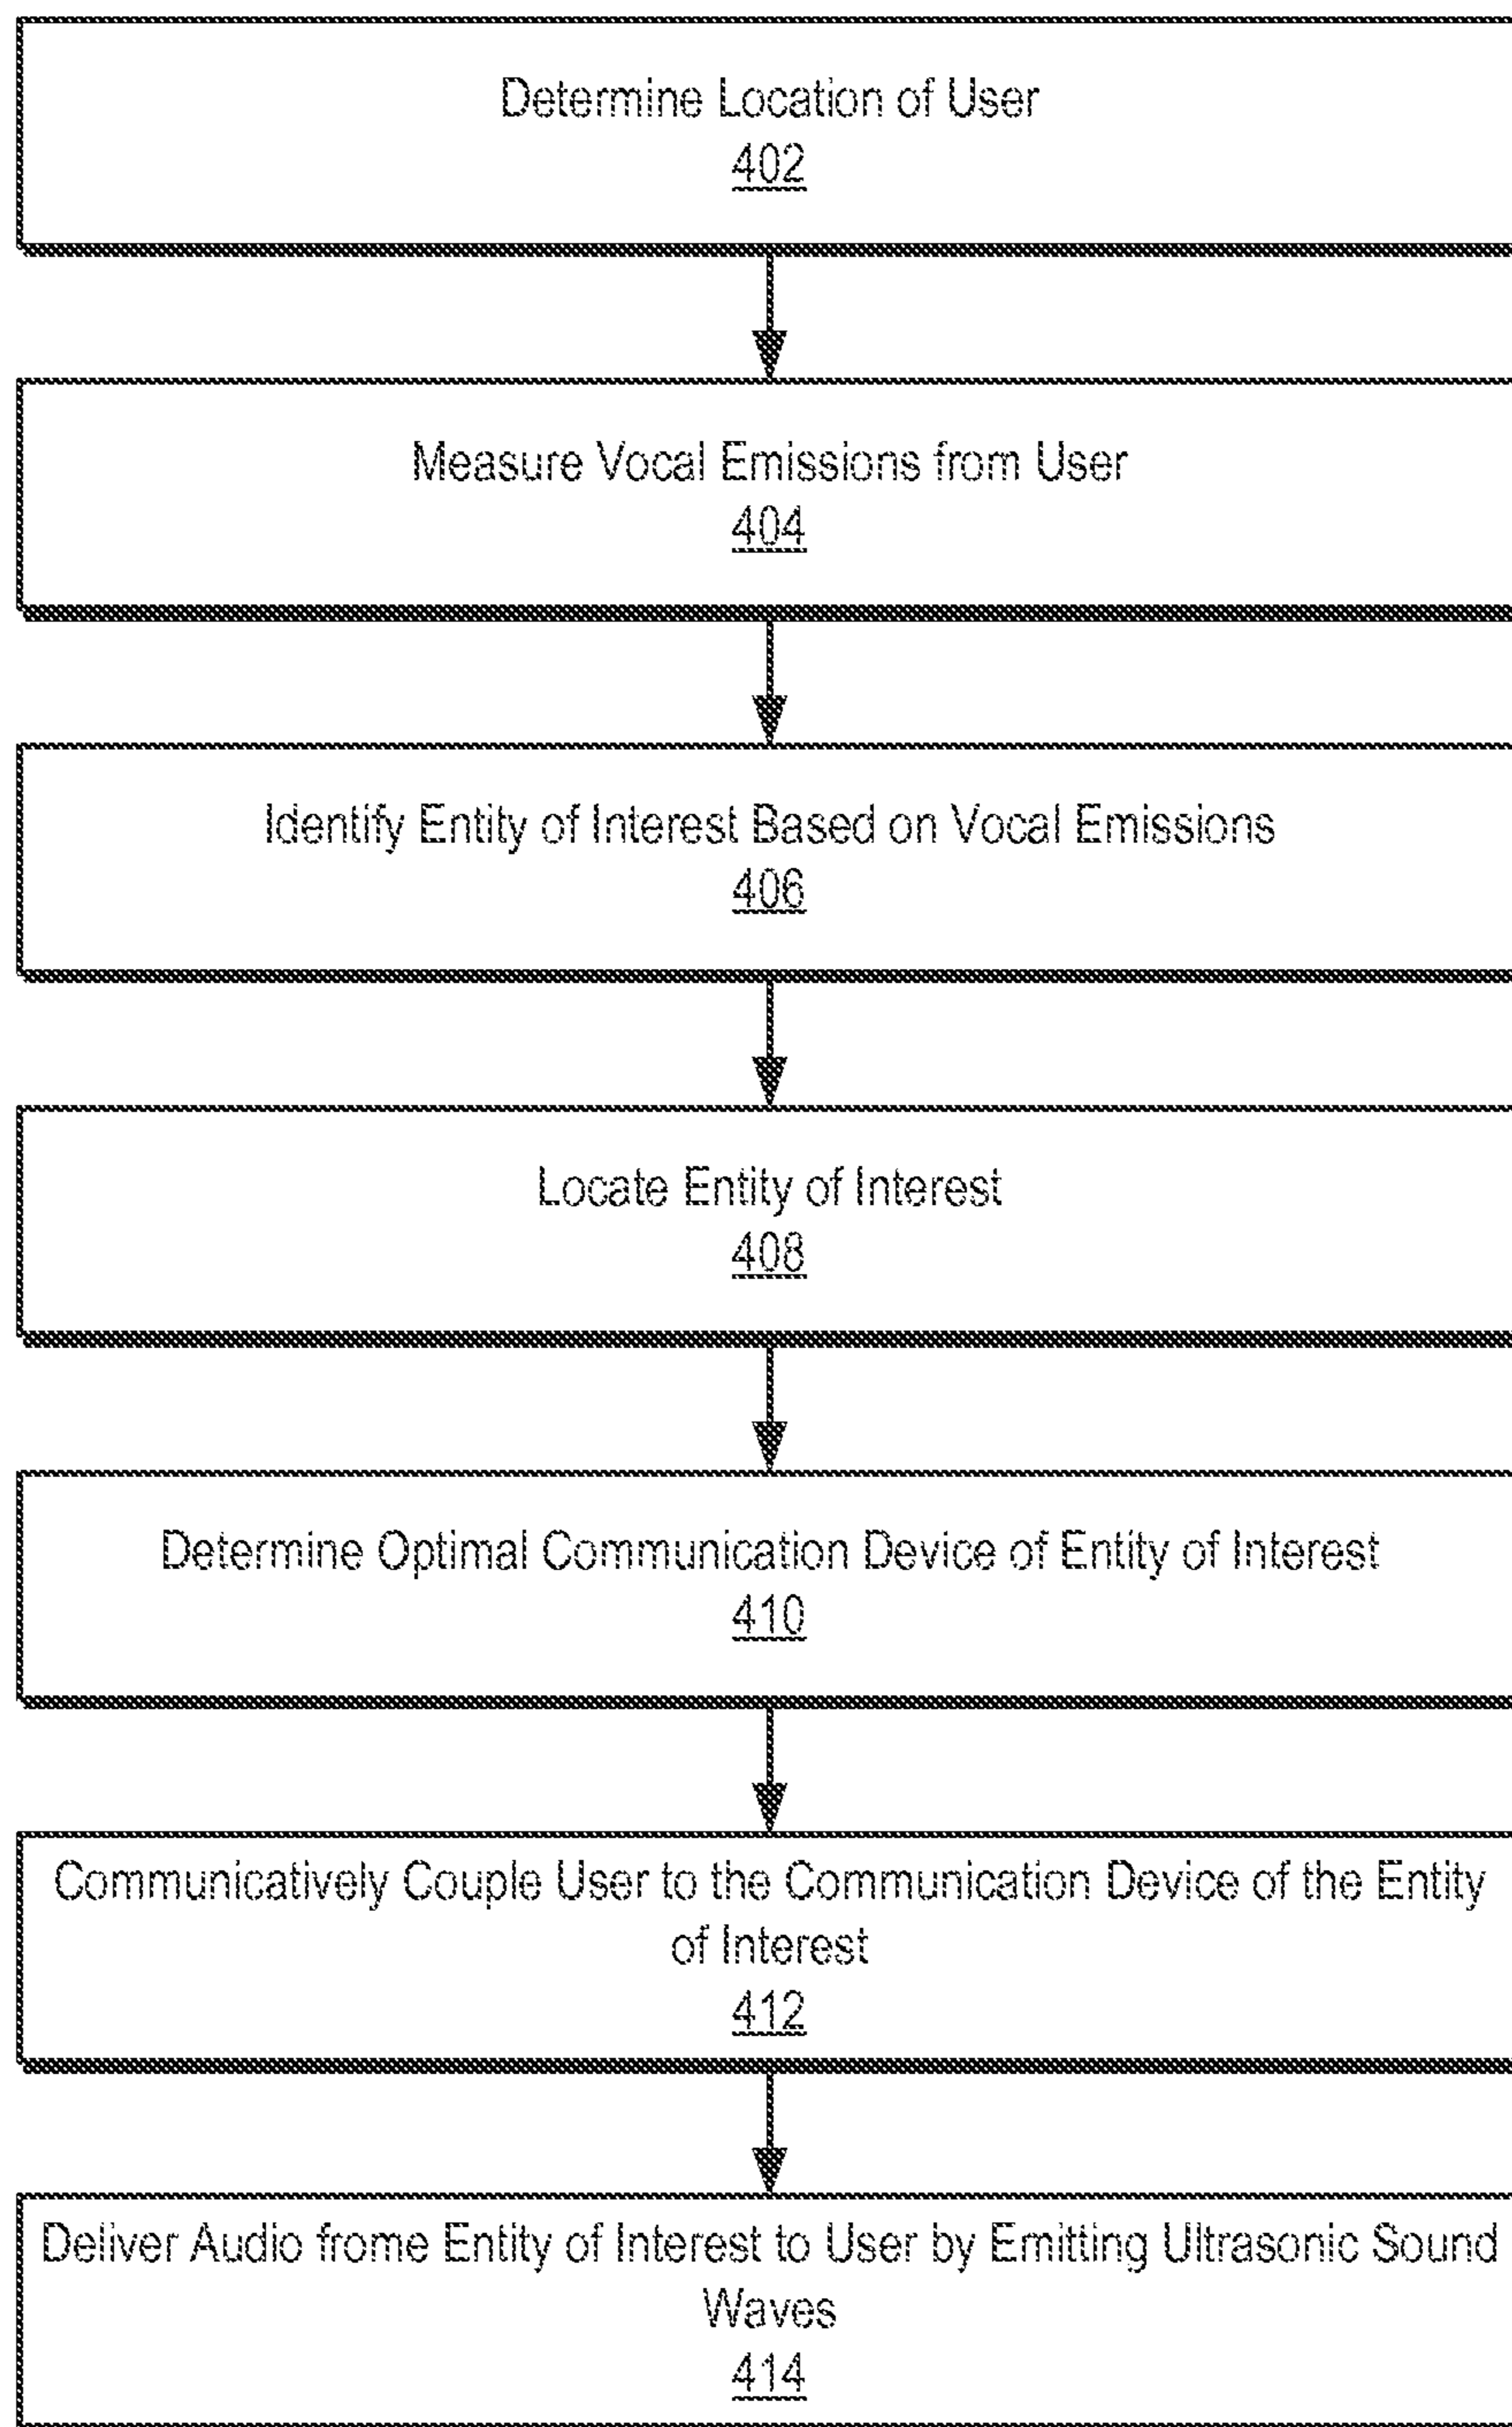 Determine Location of User
402
Measure Vocal Emissions from User
404
Identify Entity of Interest Based on Vocal Emissions
406
Locate Entity of Interest
408
Determine Optimal Communication Device of Entity of Interest
410
Communicatively Couple User to the Communication Device of the Entity
of Interest
412
Deliver Audio frome Entity of Interest to User by Emitting Ultrasonic Sound
Waves
414